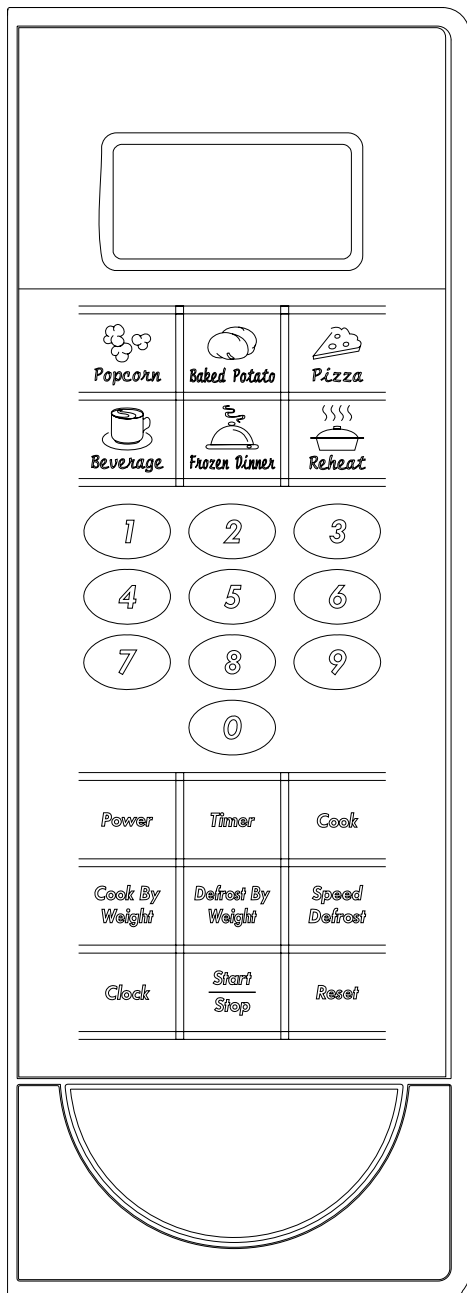 Popcorn
Baked Potato
Pizza
Beverage
Frozen Dinner
Reheat
1
2
3
4
5
6
7
8
9
0
Power
Timer
Cook
Cook By
Weight
Defrost By
Weight
Speed
Defrost
Clock
Start
Stop
Reset